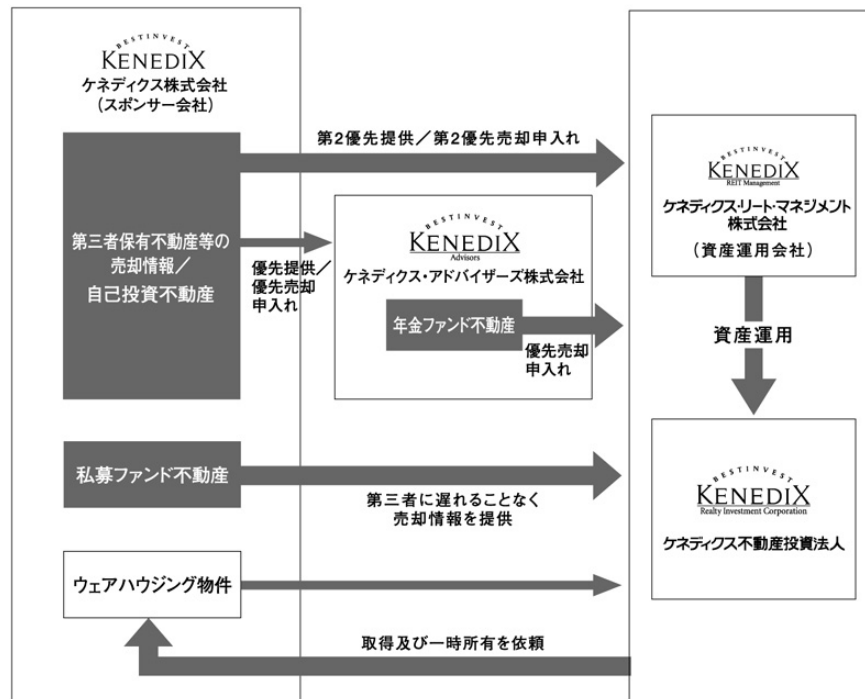 BESTINVEST
KENEDIX
ケネディクス株式会社
(スポンサー会社)
第三者保有不動産等の
売却情報／
自己投資不動産
第2優先提供／第2優先売却申入れ
優先提供／
優先売却
申入れ
BESTINVEST
KENEDIX
Advisors
ケネディクス・アドバイザーズ株式会社
年金ファンド不動産
優先売却
申入れ
BESTINVEST
KENEDIX
REIT Management
ケネディクス・リート・マネジメント
株式会社
(資産運用会社)
資産運用
私募ファンド不動産
第三者に遅れることなく
売却情報を提供
BESTINVEST
KENEDIX
Realty Investment Corporation
ケネディクス不動産投資法人
ウェアハウジング物件
取得及び一時所有を依頼